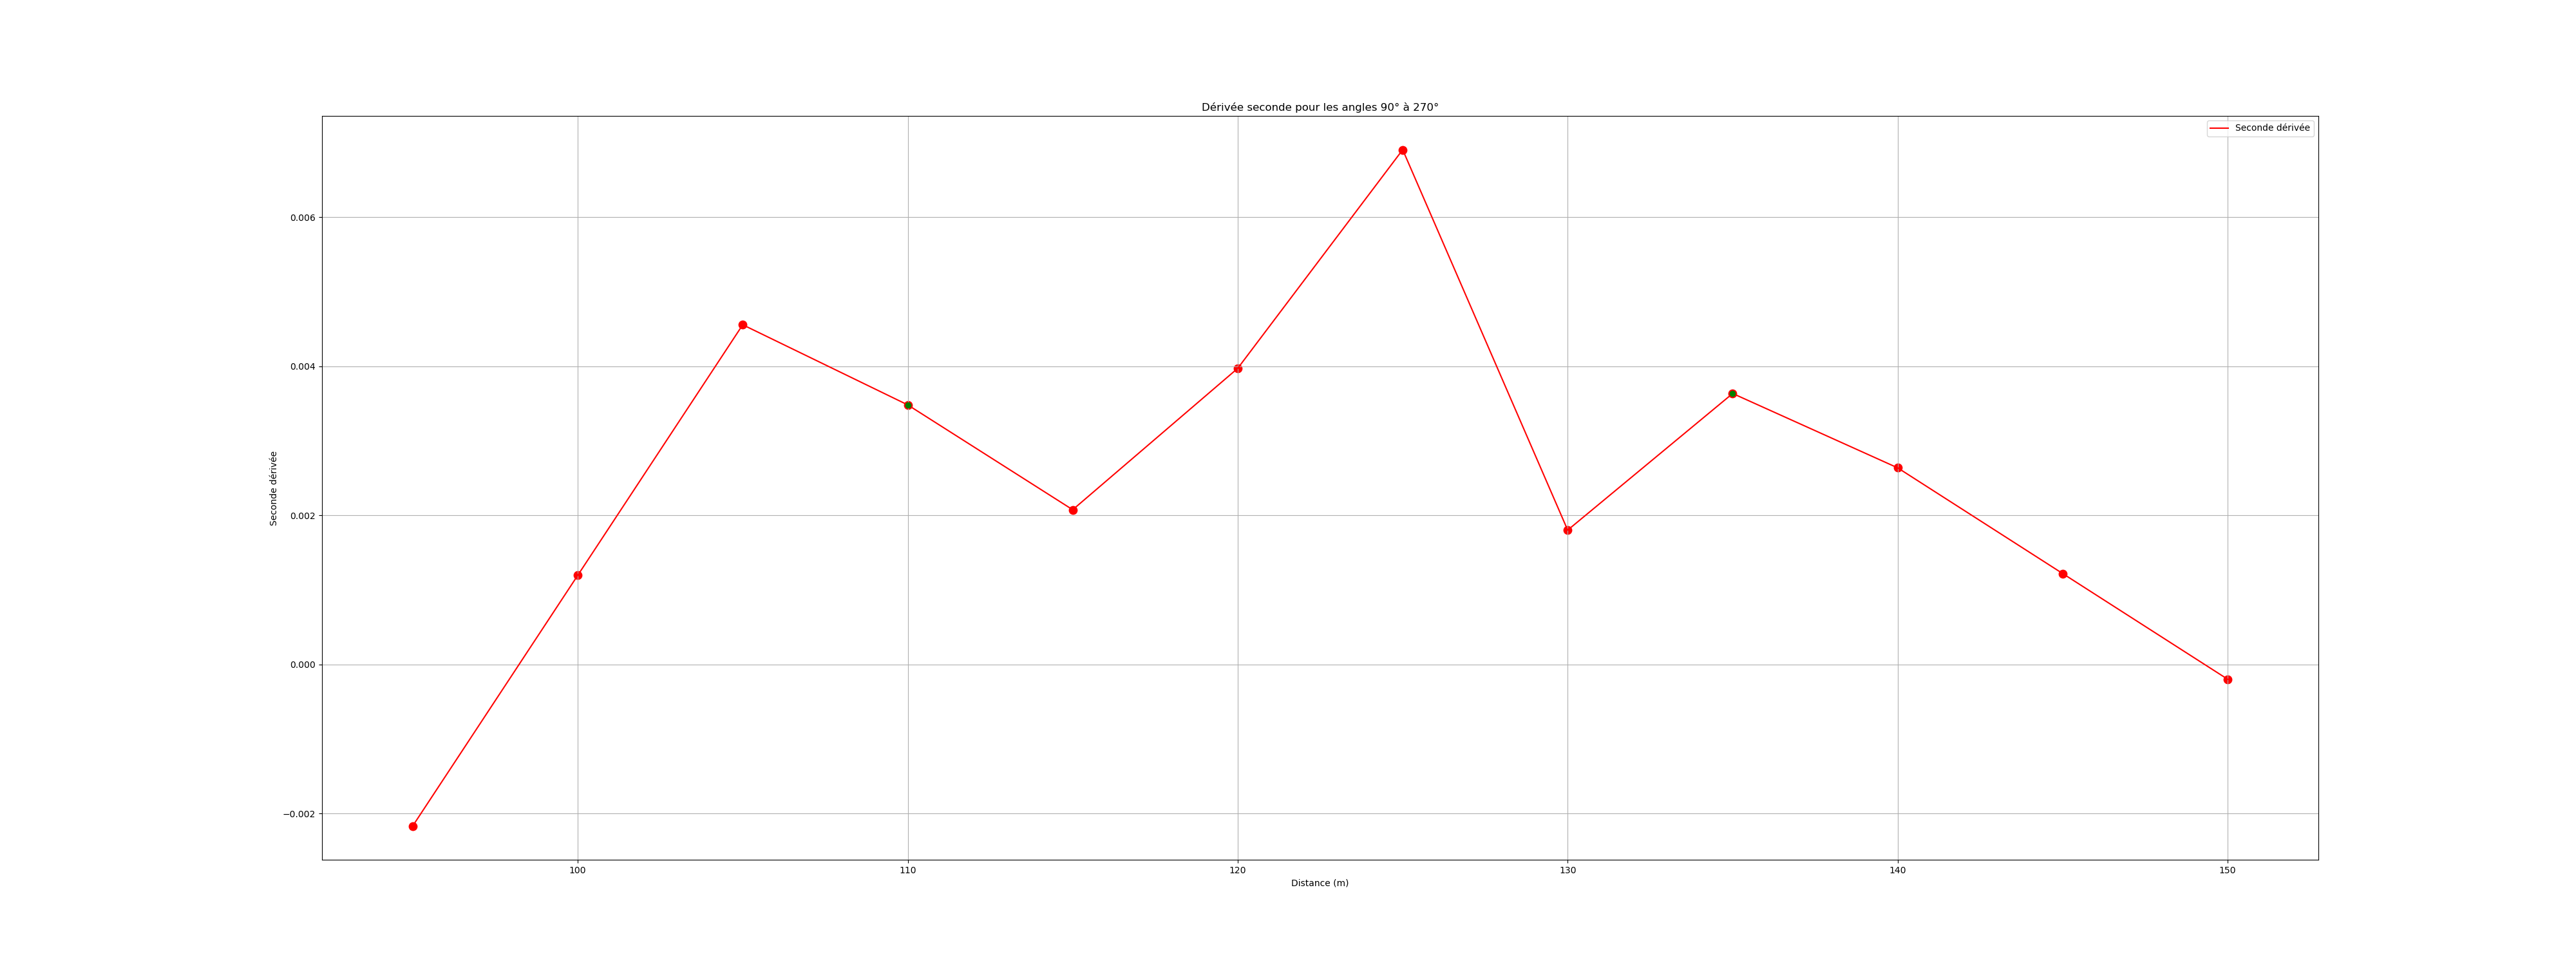 Dérivée seconde pour les angles 90° à 270°
Seconde dérivée
0.006
0.004
0.002
0.000
−0.002
Seconde dérivée
100 110 120 130 140 150
Distance (m)